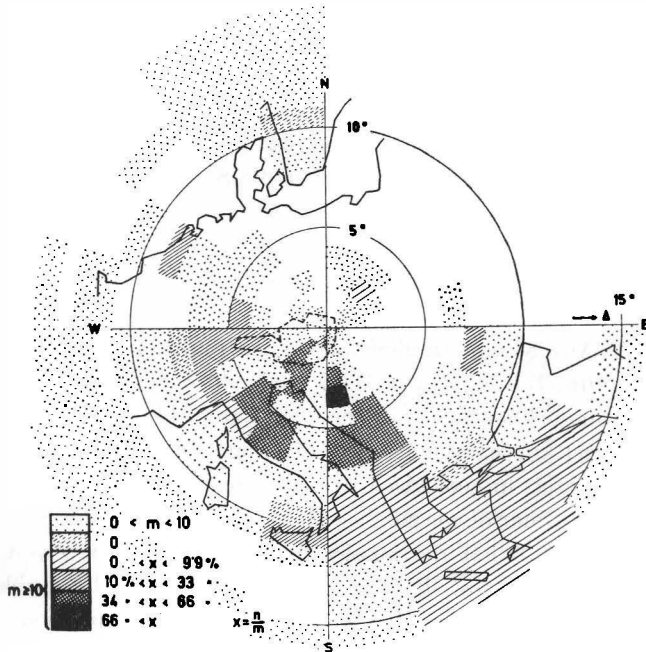 N
10°
5°
15°
W
→ Δ
E
0 < m < 10
0
0 < x < 9'9%
10% < x < 33 "
34 " < x < 66 "
66 " < x
m ≥ 10
x = n/m
S